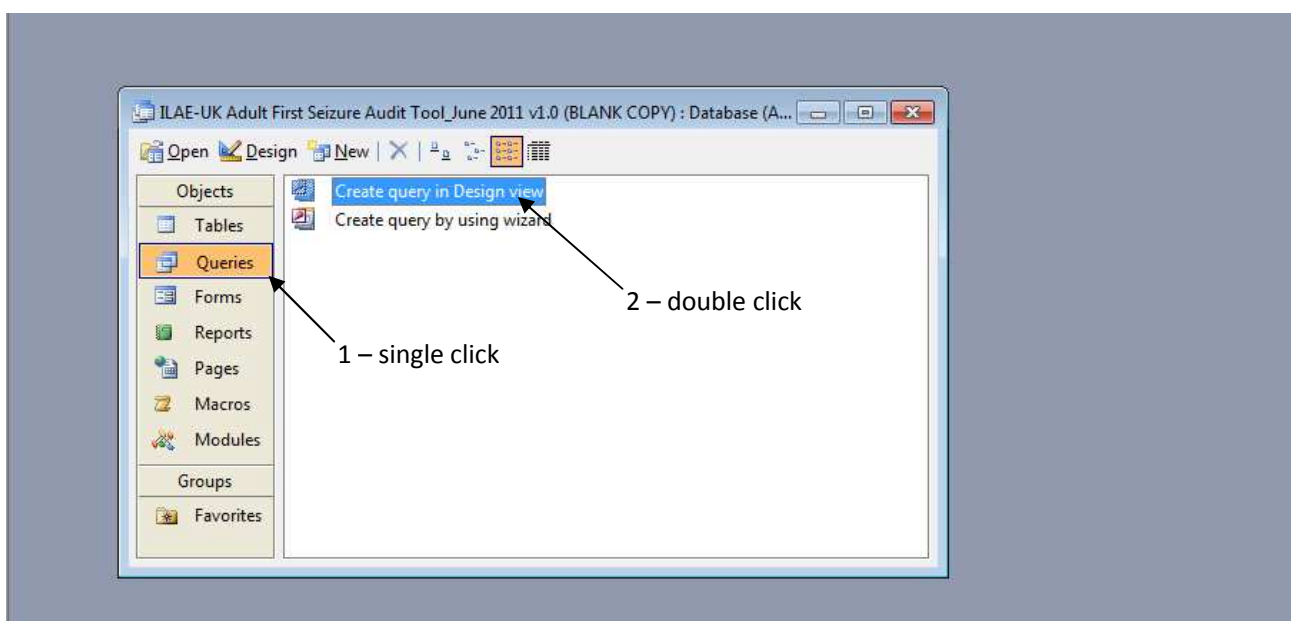 ILAE-UK Adult First Seizure Audit Tool_June 2011 v1.0 (BLANK COPY) : Database (A...
Open Design New
Objects
Create query in Design view
Tables
Create query by using wizard
Queries
Forms
2 – double click
Reports
1 – single click
Pages
Macros
Modules
Groups
Favorites